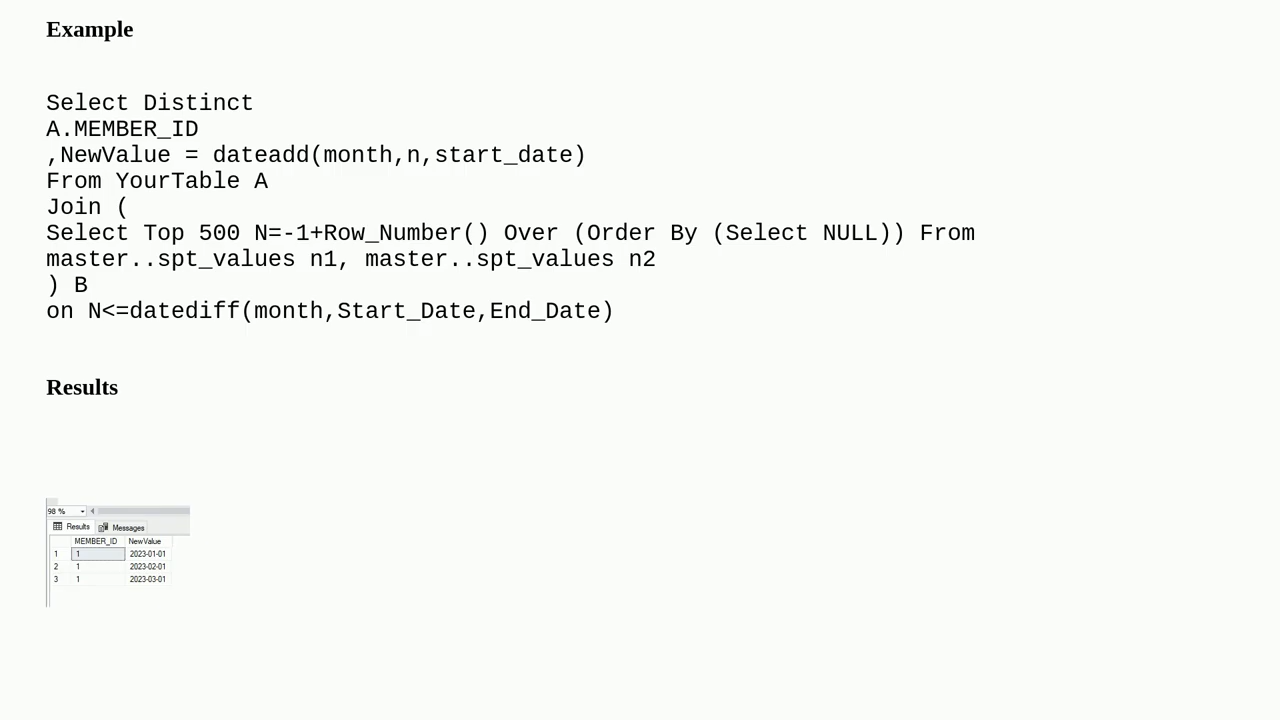 Example
Select Distinct
A.MEMBER_ID
,NewValue = dateadd(month,n,start_date)
From YourTable A
Join (
Select Top 500 N=-1+Row_Number() Over (Order By (Select NULL)) From
master..spt_values n1, master..spt_values n2
) B
on N<=datediff(month,Start_Date,End_Date)
Results
98 %
Results Messages
MEMBER_ID NewValue
1 1 2023-01-01
2 1 2023-02-01
3 1 2023-03-01